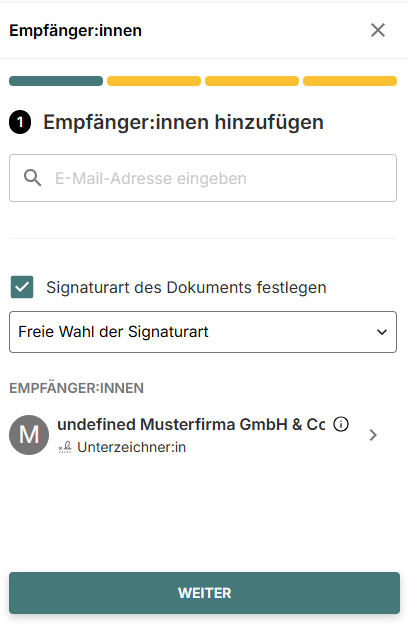 Empfänger:innen
1 Empfänger:innen hinzufügen
E-Mail-Adresse eingeben
Signaturart des Dokuments festlegen
Freie Wahl der Signaturart
EMPFÄNGER:INNEN
M
undefined Musterfirma GmbH & Co
Unterzeichner:in
WEITER